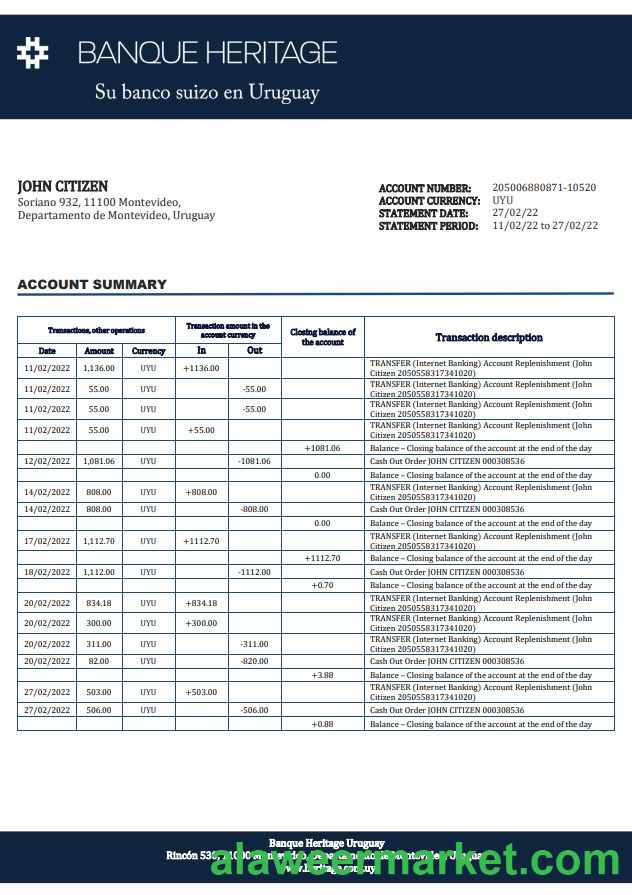 BANQUE HERITAGE
Su banco suizo en Uruguay
JOHN CITIZEN
Soriano 932, 11100 Montevideo,
Departamento de Montevideo, Uruguay
ACCOUNT NUMBER: 205006880871-10520
ACCOUNT CURRENCY: UYU
STATEMENT DATE: 27/02/22
STATEMENT PERIOD: 11/02/22 to 27/02/22
ACCOUNT SUMMARY
Transactions, other operations
Transaction amount in the
account currency
Closing balance of
the account
Transaction description
Date Amount Currency In Out
11/02/2022 1,136.00 UYU +1136.00 TRANSFER (Internet Banking) Account Replenishment (John
Citizen 2050558317341020)
11/02/2022 55.00 UYU -55.00 TRANSFER (Internet Banking) Account Replenishment (John
Citizen 2050558317341020)
11/02/2022 55.00 UYU -55.00 TRANSFER (Internet Banking) Account Replenishment (John
Citizen 2050558317341020)
11/02/2022 55.00 UYU +55.00 TRANSFER (Internet Banking) Account Replenishment (John
Citizen 2050558317341020)
+1081.06 Balance – Closing balance of the account at the end of the day
12/02/2022 1,081.06 UYU -1081.06 Cash Out Order JOHN CITIZEN 000308536
0.00 Balance – Closing balance of the account at the end of the day
14/02/2022 808.00 UYU +808.00 TRANSFER (Internet Banking) Account Replenishment (John
Citizen 2050558317341020)
14/02/2022 808.00 UYU -808.00 Cash Out Order JOHN CITIZEN 000308536
0.00 Balance – Closing balance of the account at the end of the day
17/02/2022 1,112.70 UYU +1112.70 TRANSFER (Internet Banking) Account Replenishment (John
Citizen 2050558317341020)
+1112.70 Balance – Closing balance of the account at the end of the day
18/02/2022 1,112.00 UYU -1112.00 Cash Out Order JOHN CITIZEN 000308536
+0.70 Balance – Closing balance of the account at the end of the day
20/02/2022 834.18 UYU +834.18 TRANSFER (Internet Banking) Account Replenishment (John
Citizen 2050558317341020)
20/02/2022 300.00 UYU +300.00 TRANSFER (Internet Banking) Account Replenishment (John
Citizen 2050558317341020)
20/02/2022 311.00 UYU -311.00 TRANSFER (Internet Banking) Account Replenishment (John
Citizen 2050558317341020)
20/02/2022 82.00 UYU -820.00 Cash Out Order JOHN CITIZEN 000308536
+3.88 Balance – Closing balance of the account at the end of the day
27/02/2022 503.00 UYU +503.00 TRANSFER (Internet Banking) Account Replenishment (John
Citizen 2050558317341020)
27/02/2022 506.00 UYU -506.00 Cash Out Order JOHN CITIZEN 000308536
+0.88 Balance – Closing balance of the account at the end of the day
Banque Heritage Uruguay
Rincón
alaweermarket.com